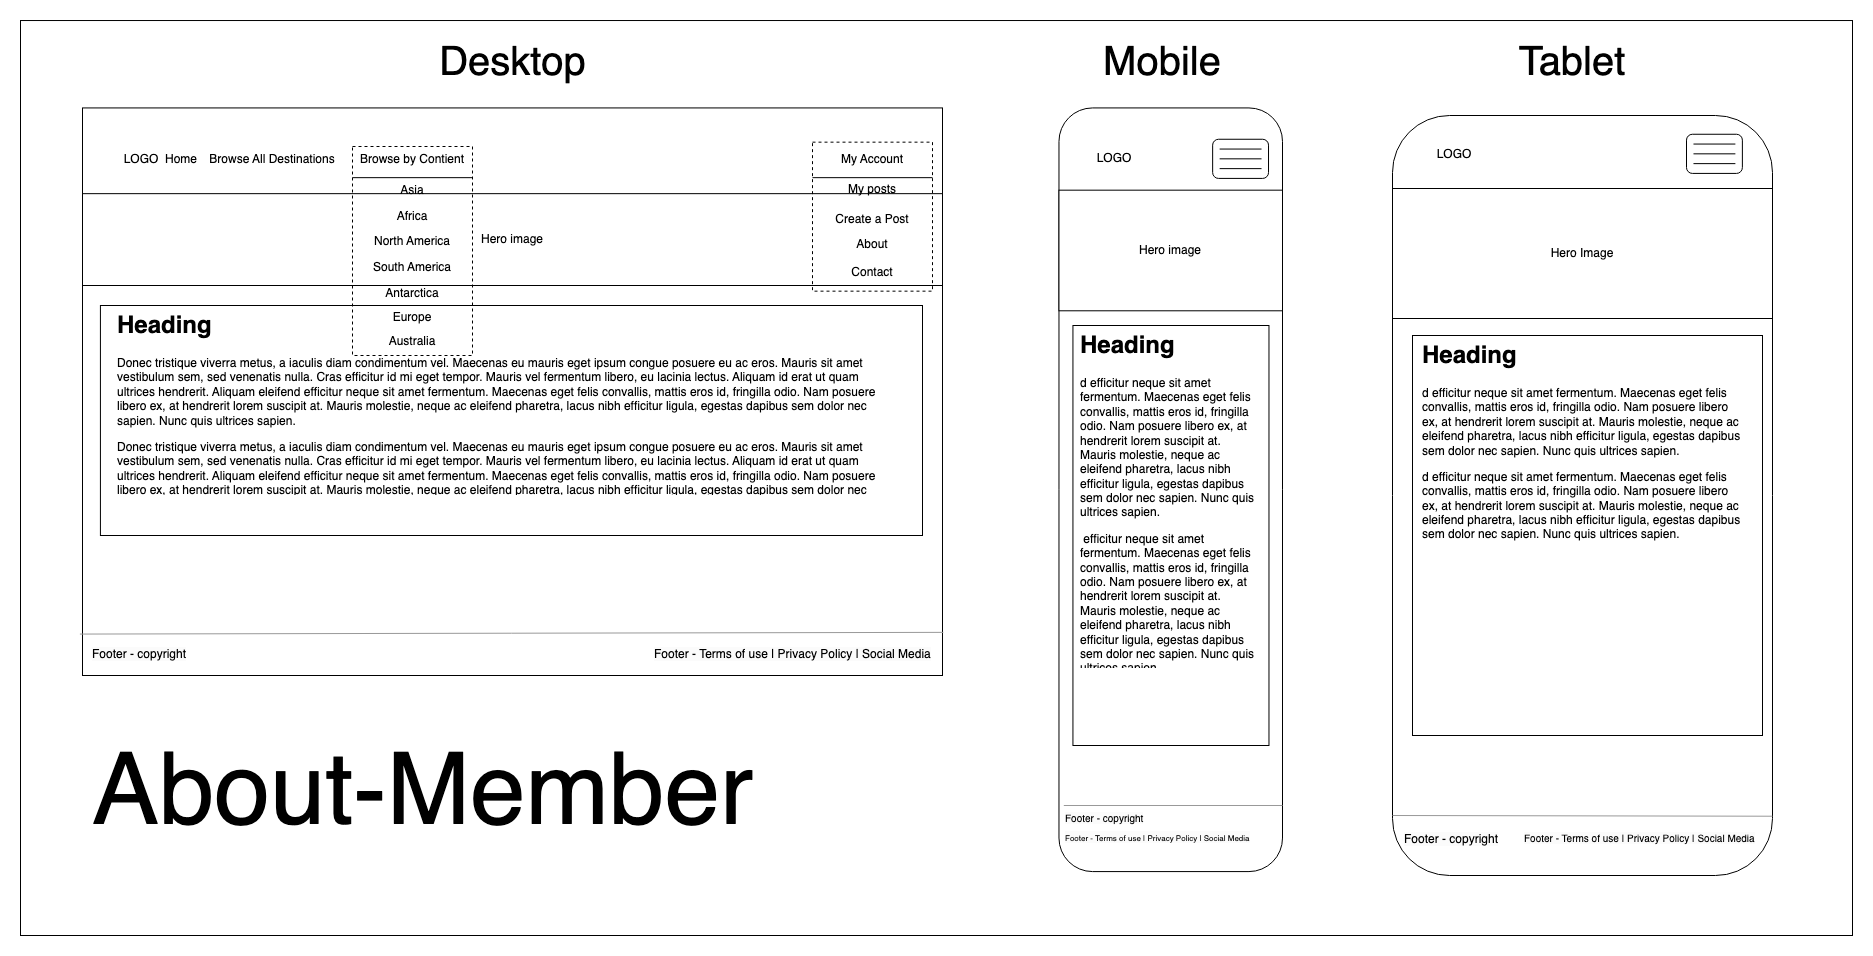 Desktop
LOGO Home Browse All Destinations Browse by Contient My Account
Asia
Africa
North America
South America
Antarctica
Europe
Australia
My posts
Create a Post
About
Contact
Hero image
Heading
Donec tristique viverra metus, a iaculis diam condimentum vel. Maecenas eu mauris eget ipsum congue posuere eu ac eros. Mauris sit amet
vestibulum sem, sed venenatis nulla. Cras efficitur id mi eget tempor. Mauris vel fermentum libero, eu lacinia lectus. Aliquam id erat ut quam
ultrices hendrerit. Aliquam eleifend efficitur neque sit amet fermentum. Maecenas eget felis convallis, mattis eros id, fringilla odio. Nam posuere
libero ex, at hendrerit lorem suscipit at. Mauris molestie, neque ac eleifend pharetra, lacus nibh efficitur ligula, egestas dapibus sem dolor nec
sapien. Nunc quis ultrices sapien.
Donec tristique viverra metus, a iaculis diam condimentum vel. Maecenas eu mauris eget ipsum congue posuere eu ac eros. Mauris sit amet
vestibulum sem, sed venenatis nulla. Cras efficitur id mi eget tempor. Mauris vel fermentum libero, eu lacinia lectus. Aliquam id erat ut quam
ultrices hendrerit. Aliquam eleifend efficitur neque sit amet fermentum. Maecenas eget felis convallis, mattis eros id, fringilla odio. Nam posuere
libero ex, at hendrerit lorem suscipit at. Mauris molestie, neque ac eleifend pharetra, lacus nibh efficitur ligula, egestas dapibus sem dolor nec
Footer - copyright
Footer - Terms of use I Privacy Policy I Social Media
Mobile
LOGO
Hero image
Heading
d efficitur neque sit amet
fermentum. Maecenas eget felis
convallis, mattis eros id, fringilla
odio. Nam posuere libero ex, at
hendrerit lorem suscipit at.
Mauris molestie, neque ac
eleifend pharetra, lacus nibh
efficitur ligula, egestas dapibus
sem dolor nec sapien. Nunc quis
ultrices sapien.
efficitur neque sit amet
fermentum. Maecenas eget felis
convallis, mattis eros id, fringilla
odio. Nam posuere libero ex, at
hendrerit lorem suscipit at.
Mauris molestie, neque ac
eleifend pharetra, lacus nibh
efficitur ligula, egestas dapibus
sem dolor nec sapien. Nunc quis
ultrices sapien.
Footer - copyright
Footer - Terms of use I Privacy Policy I Social Media
Tablet
LOGO
Hero Image
Heading
d efficitur neque sit amet fermentum. Maecenas eget felis
convallis, mattis eros id, fringilla odio. Nam posuere libero
ex, at hendrerit lorem suscipit at. Mauris molestie, neque ac
eleifend pharetra, lacus nibh efficitur ligula, egestas dapibus
sem dolor nec sapien. Nunc quis ultrices sapien.
d efficitur neque sit amet fermentum. Maecenas eget felis
convallis, mattis eros id, fringilla odio. Nam posuere libero
ex, at hendrerit lorem suscipit at. Mauris molestie, neque ac
eleifend pharetra, lacus nibh efficitur ligula, egestas dapibus
sem dolor nec sapien. Nunc quis ultrices sapien.
Footer - copyright
Footer - Terms of use I Privacy Policy I Social Media
About-Member